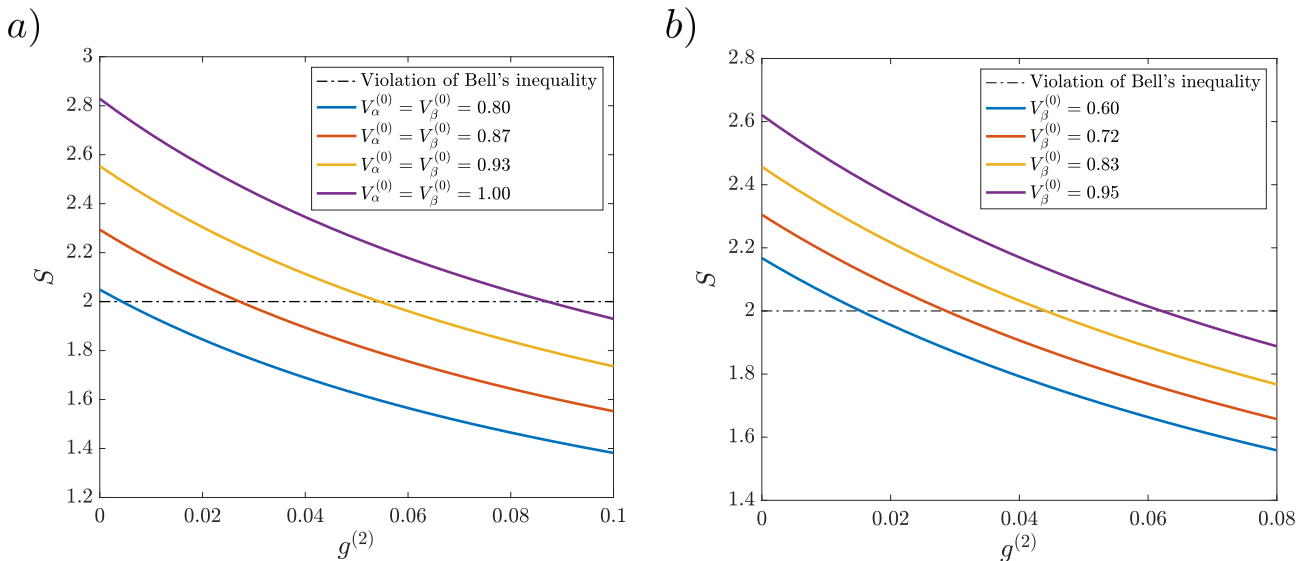 a)
3
2.8
2.6
2.4
2.2
2
1.8
1.6
1.4
1.2
S
0
0.02
0.04
0.06
0.08
0.1
g^{(2)}
Violation of Bell's inequality
V_α^{(0)} = V_β^{(0)} = 0.80
V_α^{(0)} = V_β^{(0)} = 0.87
V_α^{(0)} = V_β^{(0)} = 0.93
V_α^{(0)} = V_β^{(0)} = 1.00
b)
2.8
2.6
2.4
2.2
2
1.8
1.6
1.4
S
0
0.02
0.04
0.06
0.08
g^{(2)}
Violation of Bell's inequality
V_β^{(0)} = 0.60
V_β^{(0)} = 0.72
V_β^{(0)} = 0.83
V_β^{(0)} = 0.95